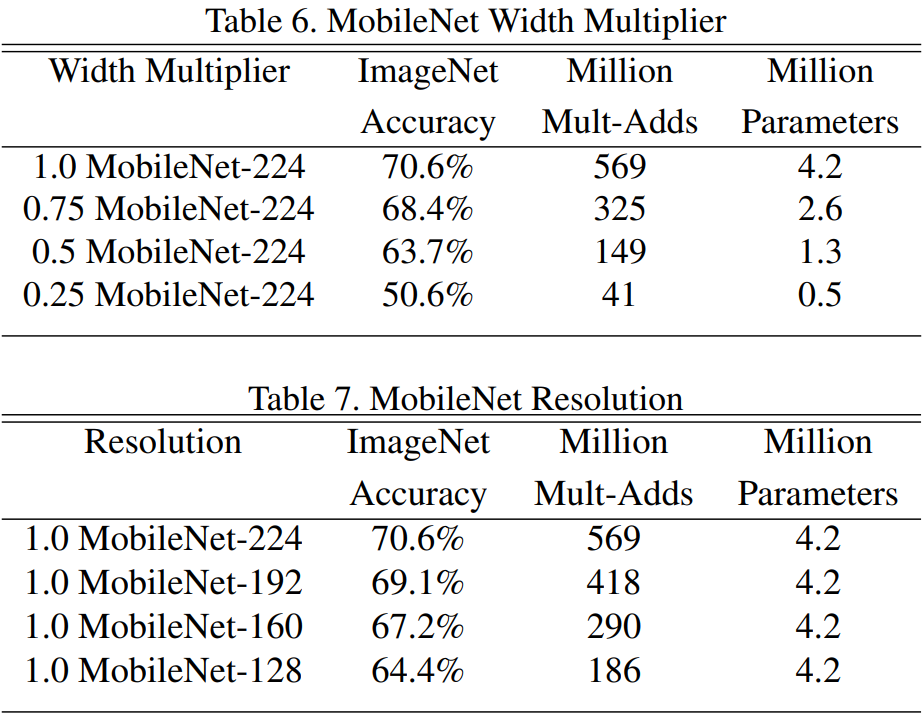 Table 6. MobileNet Width Multiplier
Width Multiplier ImageNet Million Million
Accuracy Mult-Adds Parameters
1.0 MobileNet-224 70.6% 569 4.2
0.75 MobileNet-224 68.4% 325 2.6
0.5 MobileNet-224 63.7% 149 1.3
0.25 MobileNet-224 50.6% 41 0.5
Table 7. MobileNet Resolution
Resolution ImageNet Million Million
Accuracy Mult-Adds Parameters
1.0 MobileNet-224 70.6% 569 4.2
1.0 MobileNet-192 69.1% 418 4.2
1.0 MobileNet-160 67.2% 290 4.2
1.0 MobileNet-128 64.4% 186 4.2